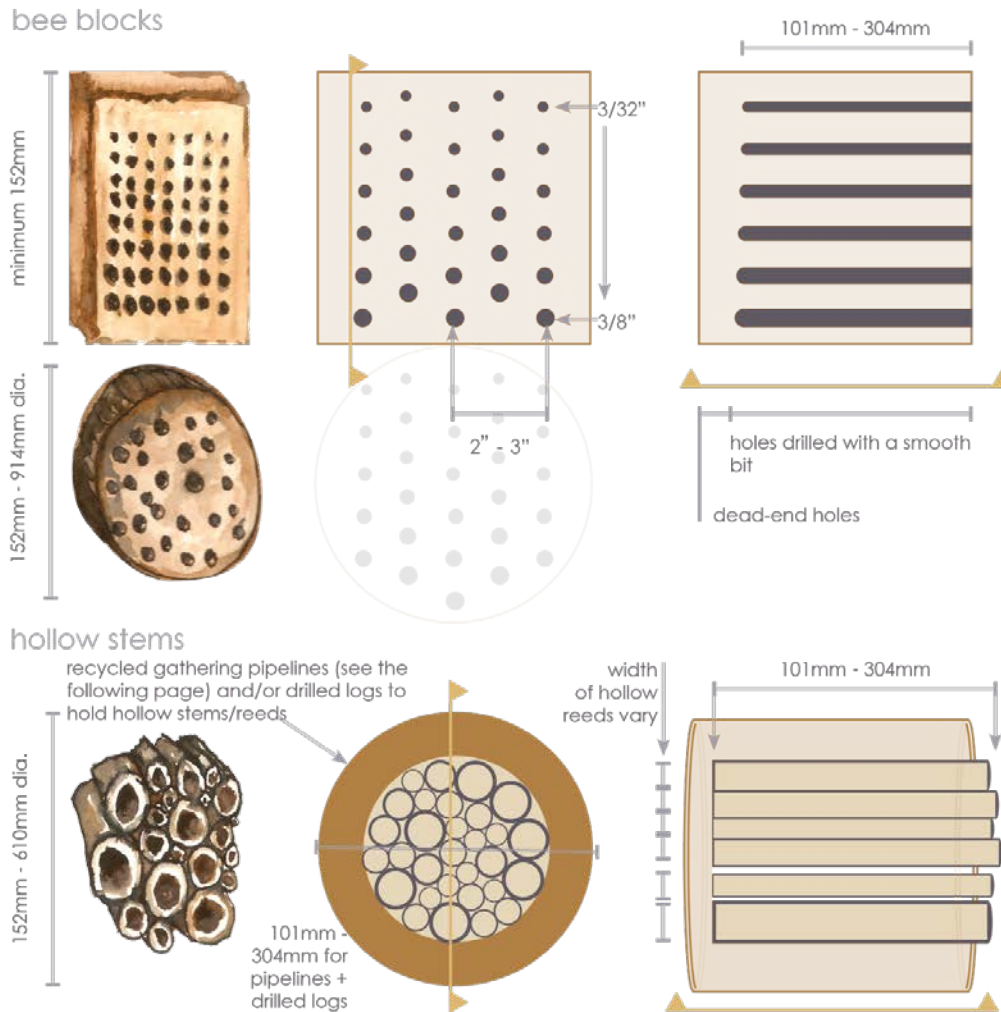 bee blocks
101mm - 304mm
minimum 152mm
3/32"
3/8"
152mm - 914mm dia.
2" - 3"
holes drilled with a smooth
bit
dead-end holes
hollow stems
recycled gathering pipelines (see the
following page) and/or drilled logs to
hold hollow stems/reeds
width
of hollow
reeds vary
101mm - 304mm
152mm - 610mm dia.
101mm -
304mm for
pipelines +
drilled logs